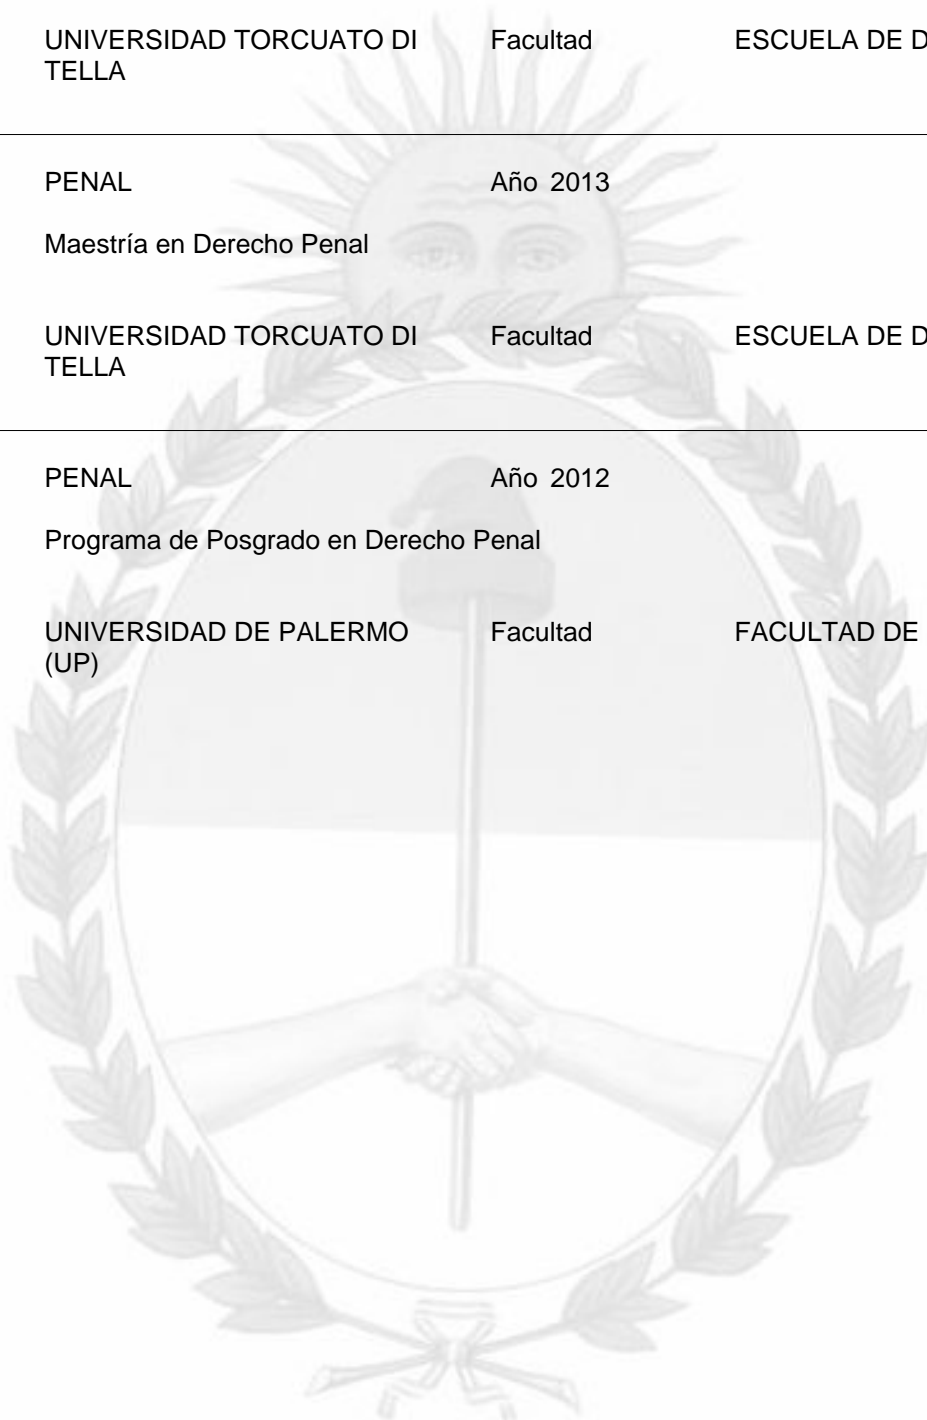 UNIVERSIDAD TORCUATO DI Facultad ESCUELA DE D
TELLA
PENAL Año 2013
Maestría en Derecho Penal
UNIVERSIDAD TORCUATO DI Facultad ESCUELA DE D
TELLA
PENAL Año 2012
Programa de Posgrado en Derecho Penal
UNIVERSIDAD DE PALERMO Facultad FACULTAD DE
(UP)